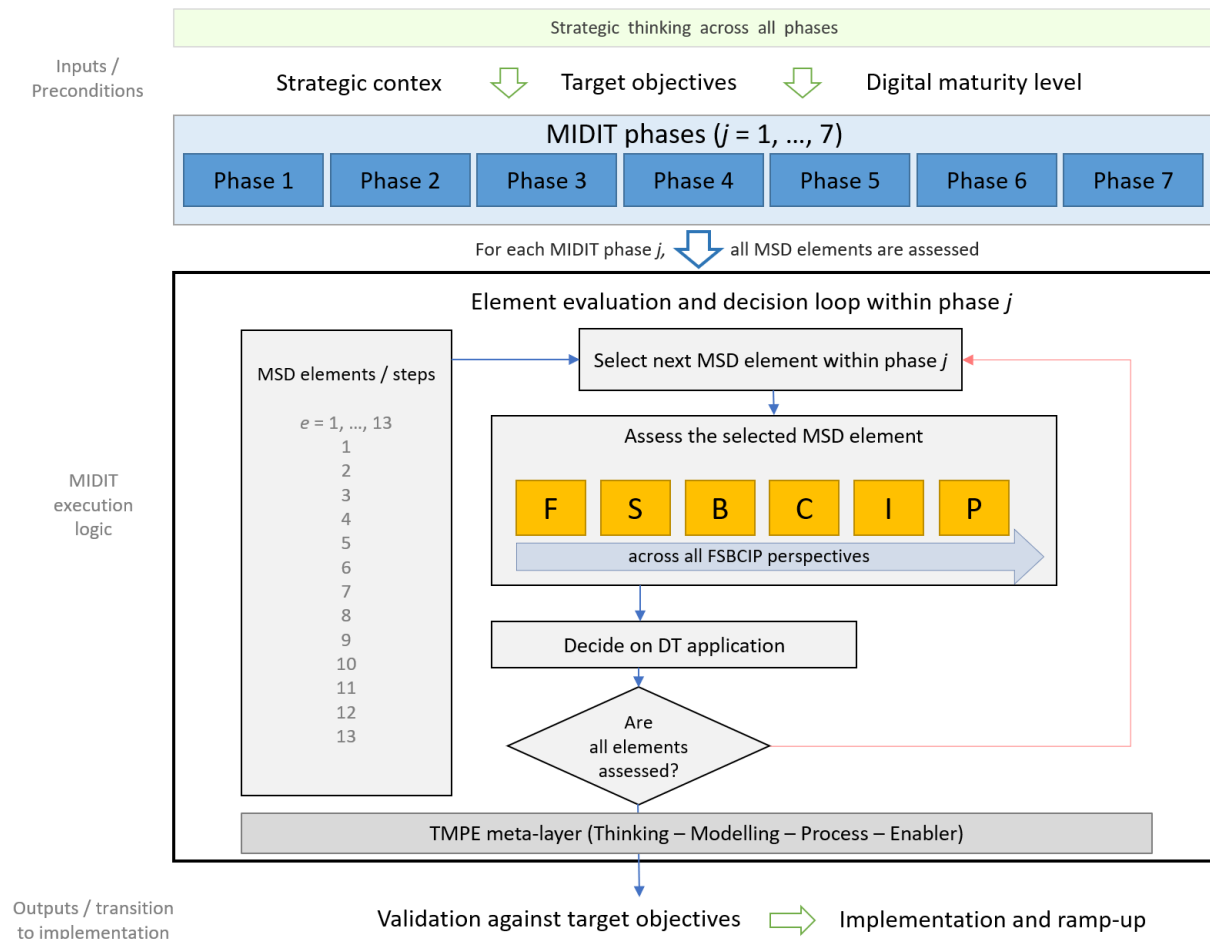 Strategic thinking across all phases
Inputs /
Preconditions
Strategic contex
Target objectives
Digital maturity level
MIDIT phases (j = 1, ..., 7)
Phase 1
Phase 2
Phase 3
Phase 4
Phase 5
Phase 6
Phase 7
For each MIDIT phase j,
all MSD elements are assessed
Element evaluation and decision loop within phase j
MSD elements / steps
e = 1, ..., 13
1
2
3
4
5
6
7
8
9
10
11
12
13
Select next MSD element within phase j
Assess the selected MSD element
F
S
B
C
I
P
across all FSBCIP perspectives
MIDIT
execution
logic
Decide on DT application
Are
all elements
assessed?
TMPE meta-layer (Thinking – Modelling – Process – Enabler)
Outputs / transition
to implementation
Validation against target objectives
Implementation and ramp-up